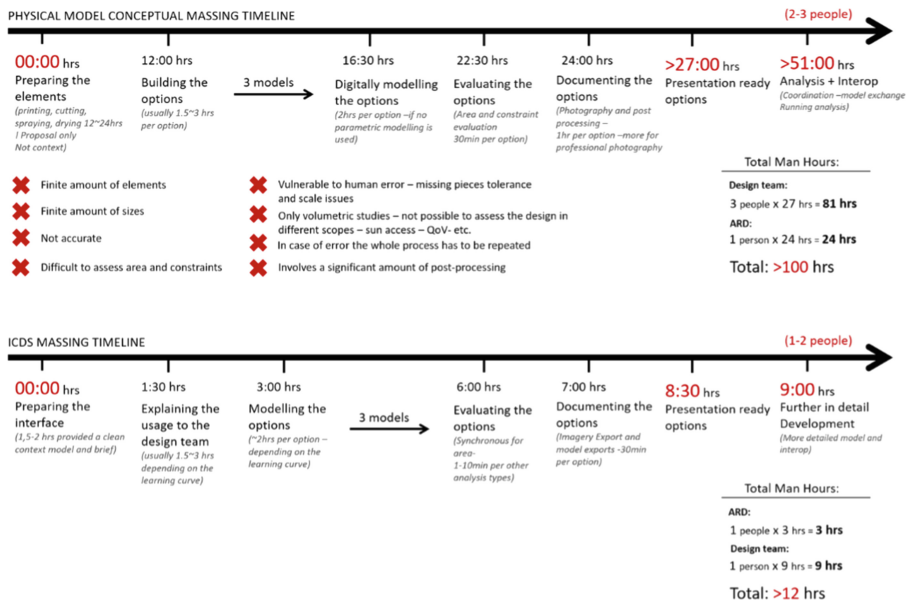 PHYSICAL MODEL CONCEPTUAL MASSING TIMELINE
(2-3 people)
00:00 hrs
Preparing the
elements
(printing, cutting,
spraying, drying 12~24hrs
! Proposal only
Not context)
12:00 hrs
Building the
options
(usually 1.5~3 hrs
per option)
3 models
16:30 hrs
Digitally modelling
the options
(2hrs per option –if no
parametric modelling is
used)
22:30 hrs
Evaluating the
options
(Area and constraint
evaluation
30min per option)
24:00 hrs
Documenting the
options
(Photography and post
processing –
1hr per option –more for
professional photography
>27:00 hrs
Presentation ready
options
>51:00 hrs
Analysis + Interop
(Coordination –model exchange
Running analysis)
Finite amount of elements
Finite amount of sizes
Not accurate
Difficult to assess area and constraints
Vulnerable to human error – missing pieces tolerance
and scale issues
Only volumetric studies – not possible to assess the design in
different scopes – sun access – QoV- etc.
In case of error the whole process has to be repeated
Involves a significant amount of post-processing
Total Man Hours:
Design team:
3 people x 27 hrs = 81 hrs
ARD:
1 person x 24 hrs = 24 hrs
Total: >100 hrs
ICDS MASSING TIMELINE
(1-2 people)
00:00 hrs
Preparing the
interface
(1,5-2 hrs provided a clean
context model and brief)
1:30 hrs
Explaining the
usage to the
design team
(usually 1.5~3 hrs
depending on the
learning curve)
3:00 hrs
Modelling the
options
(~2hrs per option –
depending on the
learning curve)
3 models
6:00 hrs
Evaluating the
options
(Synchronous for
area-
1-10min per other
analysis types)
7:00 hrs
Documenting the
options
(Imagery Export and
model exports -30min
per option)
8:30 hrs
Presentation ready
options
9:00 hrs
Further in detail
Development
(More detailed model and
interop)
Total Man Hours:
ARD:
1 people x 3 hrs = 3 hrs
Design team:
1 person x 9 hrs = 9 hrs
Total: >12 hrs